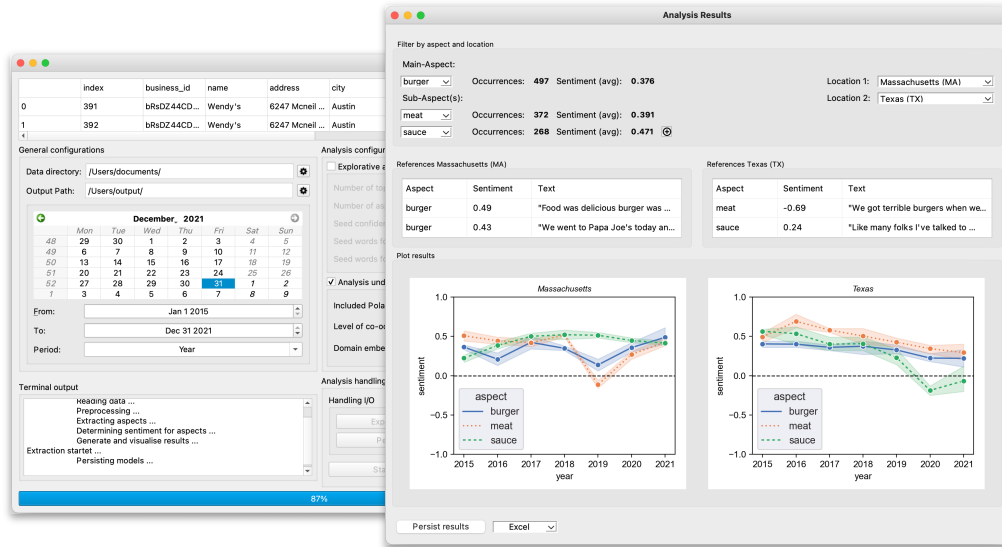 index business_id name address city
0 391 bRsDZ44CD... Wendy's 6247 Mcneil ... Austin
1 392 bRsDZ44CD... Wendy's 6247 Mcneil ... Austin
General configurations
Data directory: /Users/documents/
Output Path: /Users/output/
December, 2021
Mon Tue Wed Thu Fri Sat Sun
48 29 30 1 2 3 4 5
49 6 7 8 9 10 11 12
50 13 14 15 16 17 18 19
51 20 21 22 23 24 25 26
52 27 28 29 30 31 1 2
1 3 4 5 6 7 8 9
From: Jan 1 2015
To: Dec 31 2021
Period: Year
Terminal output
Reading data ...
Preprocessing ...
Extracting aspects ...
Determining sentiment for aspects ...
Generate and visualise results ...
Extraction startet ...
Persisting models ...
87%
Analysis configur
Explorative a
Number of top
Number of as
Seed confiden
Seed words fo
Seed words fo
Analysis und
Included Pola
Level of co-oc
Domain embe
Analysis handling
Handling I/O
Exp
Pe
Sta
Analysis Results
Filter by aspect and location
Main-Aspect:
burger Occurrences: 497 Sentiment (avg): 0.376
Sub-Aspect(s):
meat Occurrences: 372 Sentiment (avg): 0.391
sauce Occurrences: 268 Sentiment (avg): 0.471
Location 1: Massachusetts (MA)
Location 2: Texas (TX)
References Massachusetts (MA)
Aspect Sentiment Text
burger 0.49 "Food was delicious burger was ...
burger 0.43 "We went to Papa Joe's today an...
References Texas (TX)
Aspect Sentiment Text
meat -0.69 "We got terrible burgers when we...
sauce 0.24 "Like many folks I've talked to ...
Plot results
Massachusetts
1.0
0.5
0.0
−0.5
−1.0
sentiment
aspect
burger
meat
sauce
2015 2016 2017 2018 2019 2020 2021
year
Texas
1.0
0.5
0.0
−0.5
−1.0
sentiment
aspect
burger
meat
sauce
2015 2016 2017 2018 2019 2020 2021
year
Persist results Excel